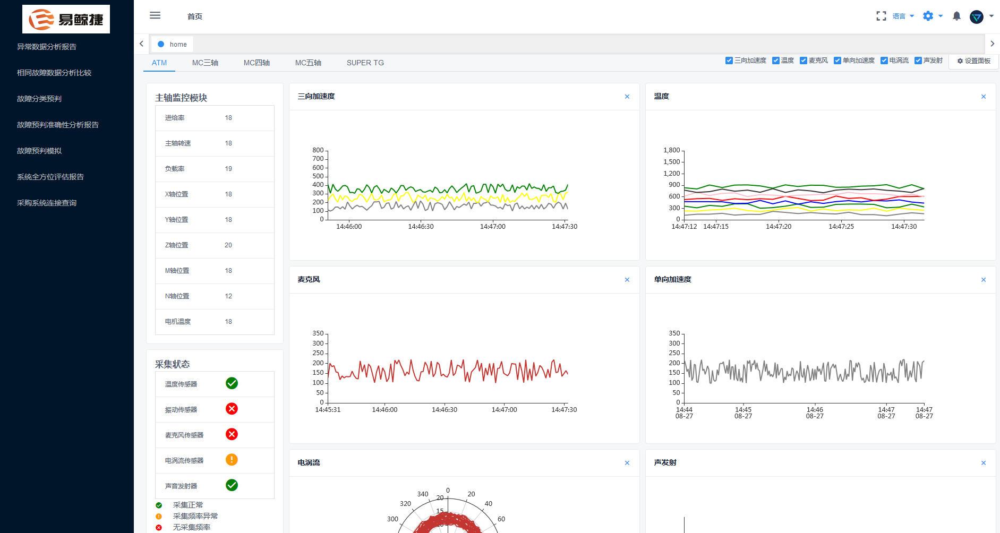 易鲸捷
异常数据分析报告
相同故障数据分析比较
故障分类预判
故障预判准确性分析报告
故障预判模拟
系统全方位评估报告
采购系统连接查询
首页
语言
home
ATM MC三轴 MC四轴 MC五轴 SUPER TG
三向加速度 温度 麦克风 单向加速度 电涡流 声发射 设置面板
主轴监控模块
进给率 18
主轴转速 18
负载率 19
X轴位置 18
Y轴位置 18
Z轴位置 20
M轴位置 18
N轴位置 12
电机温度 18
采集状态
温度传感器
振动传感器
麦克风传感器
电涡流传感器
声音发射器
采集正常
采集频率异常
无采集频率
三向加速度
800
700
600
500
400
300
200
100
0
14:46:00 14:46:30 14:47:00 14:47:30
温度
1,800
1,500
1,200
900
600
300
0
14:47:12 14:47:15 14:47:20 14:47:25 14:47:30
麦克风
350
300
250
200
150
100
50
0
14:45:31 14:46:00 14:46:30 14:47:00 14:47:30
单向加速度
350
300
250
200
150
100
50
0
14:44 14:45 14:46 14:47 14:47
08-27 08-27 08-27 08-27 08-27
电涡流
0
340 20 20
320 40
15
300 60
声发射